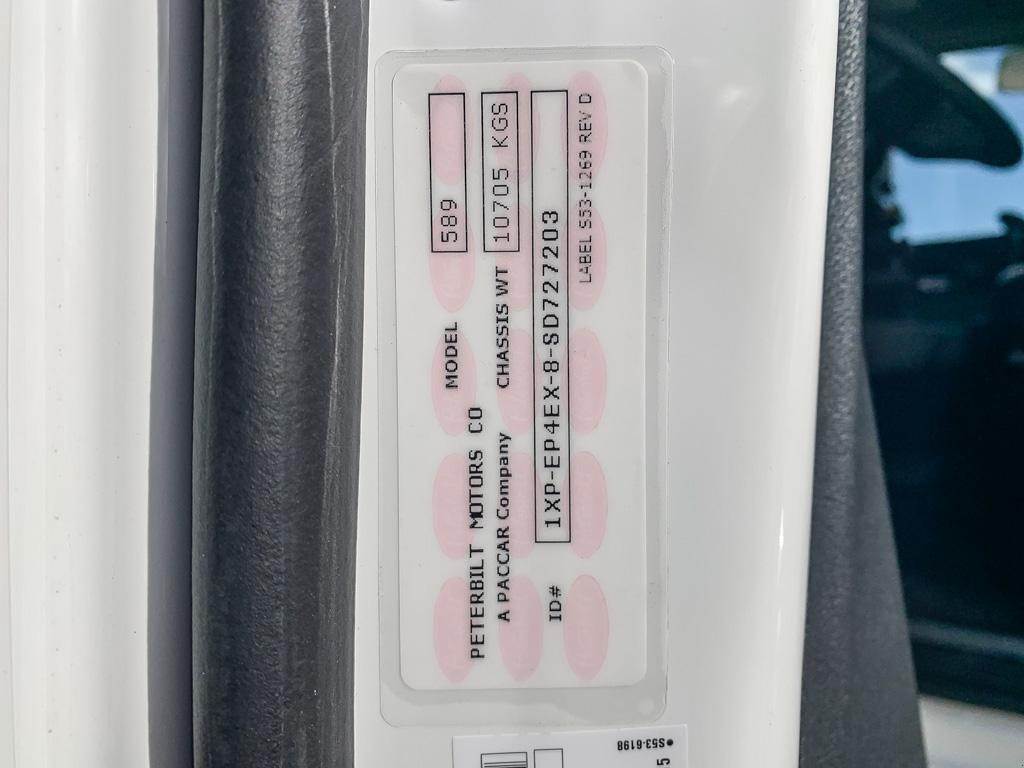 PETERBILT MOTORS CO MODEL 589
A PACCAR Company CHASSIS WT 10705 KGS
ID# 1XP-EP4EX-8-SD727203
LABEL S53-1269 REV D
S53-6198
5